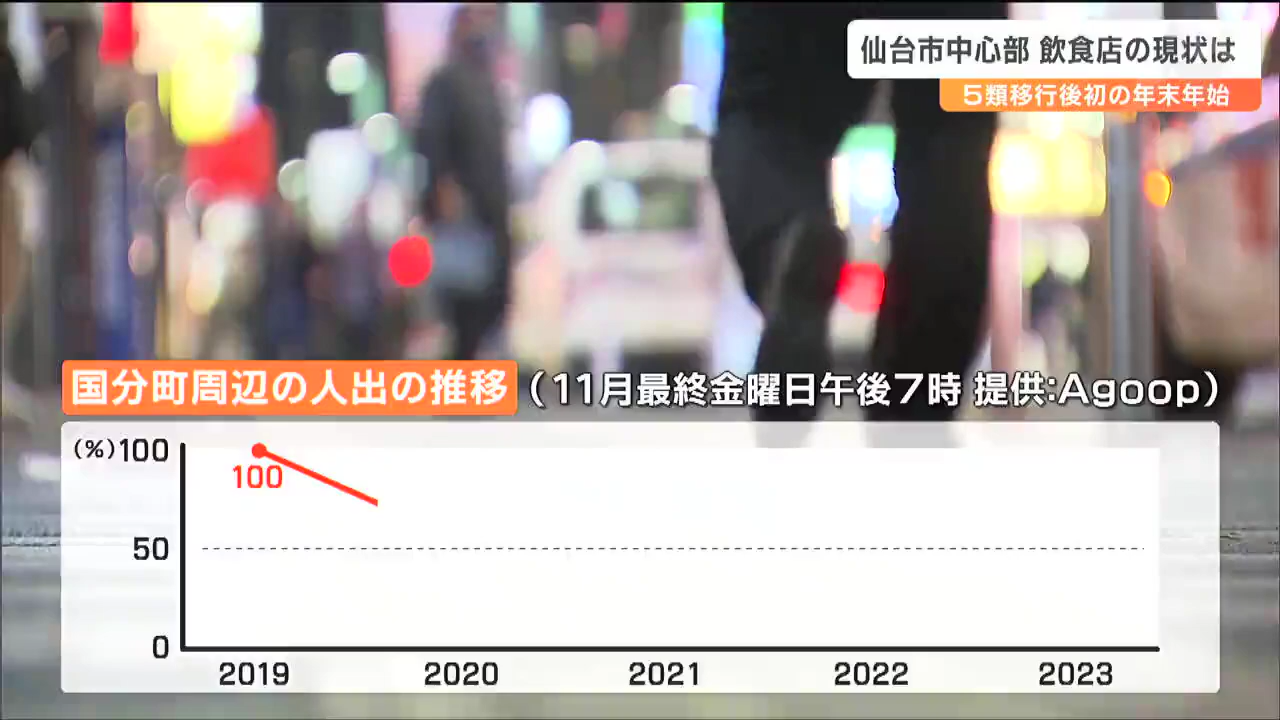 仙台市中心部 飲食店の現状は
5類移行後初の年末年始
国分町周辺の人出の推移(11月最終金曜日午後7時 提供:Agoop)
(%)100
100
50
0
2019 2020 2021 2022 2023